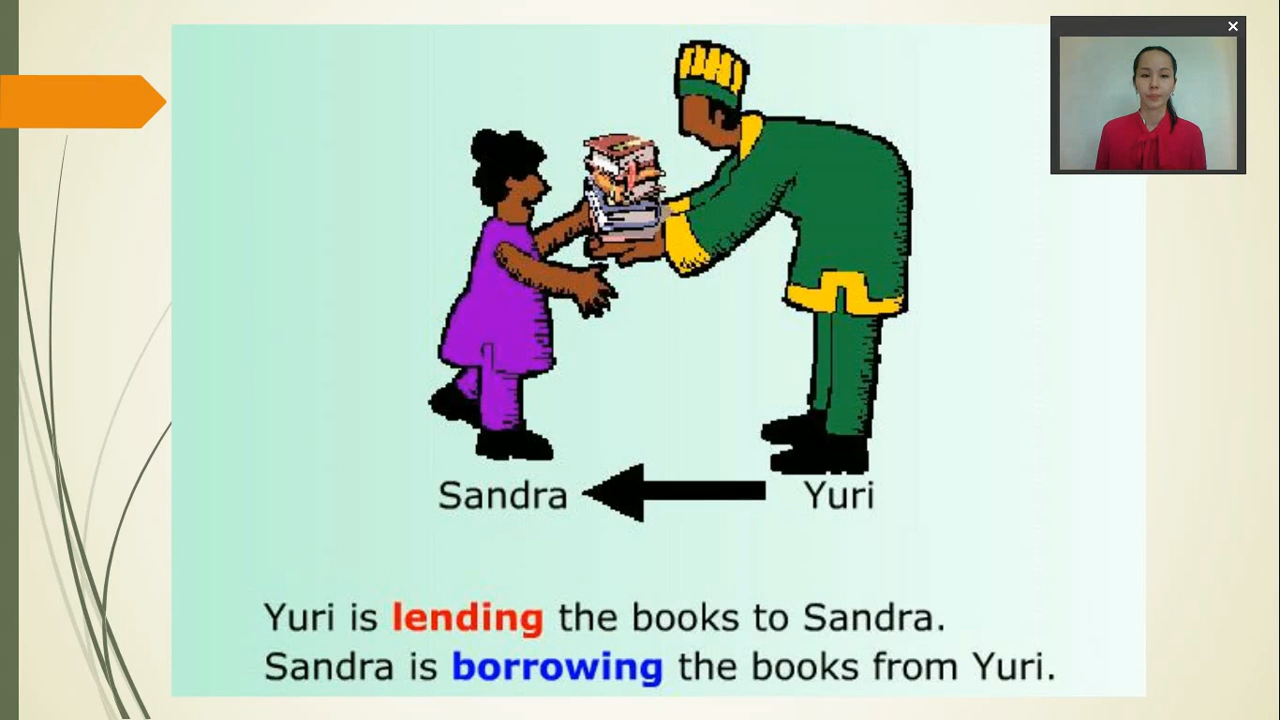 Sandra Yuri
Yuri is lending the books to Sandra.
Sandra is borrowing the books from Yuri.